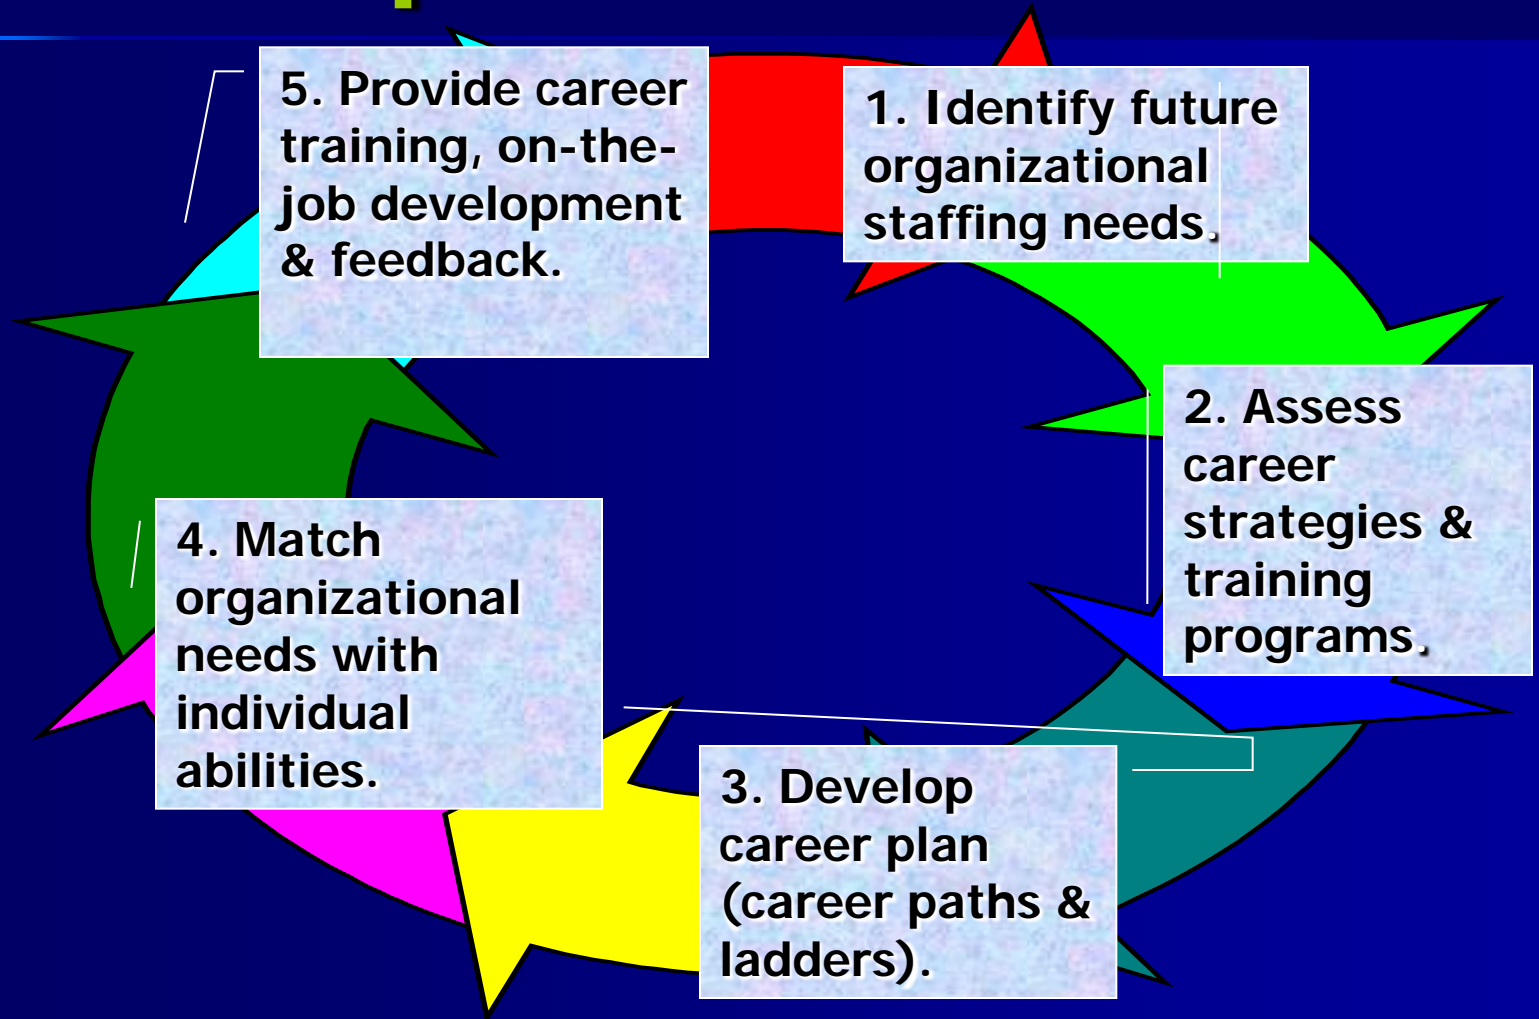 1. Identify future
organizational
staffing needs.
2. Assess
career
strategies &
training
programs.
3. Develop
career plan
(career paths &
ladders).
4. Match
organizational
needs with
individual
abilities.
5. Provide career
training, on-the-
job development
& feedback.